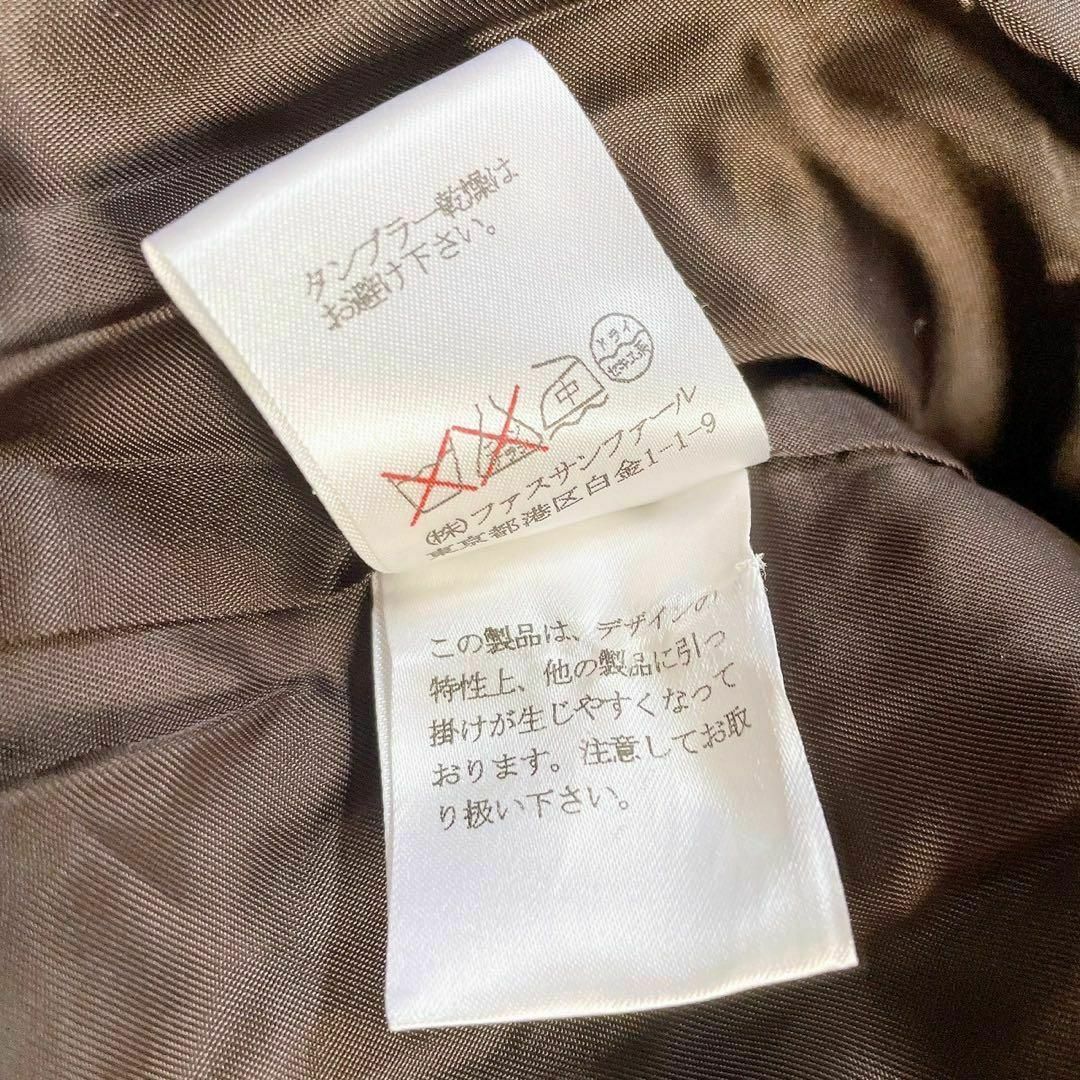 タンブラー乾燥は
お避け下さい。
中
ドライ
(株)ファスサンファール
東京都港区白金1-1-9
この製品は、デザインの
特性上、他の製品に引っ
掛けが生じやすくなって
おります。注意してお取
り扱い下さい。